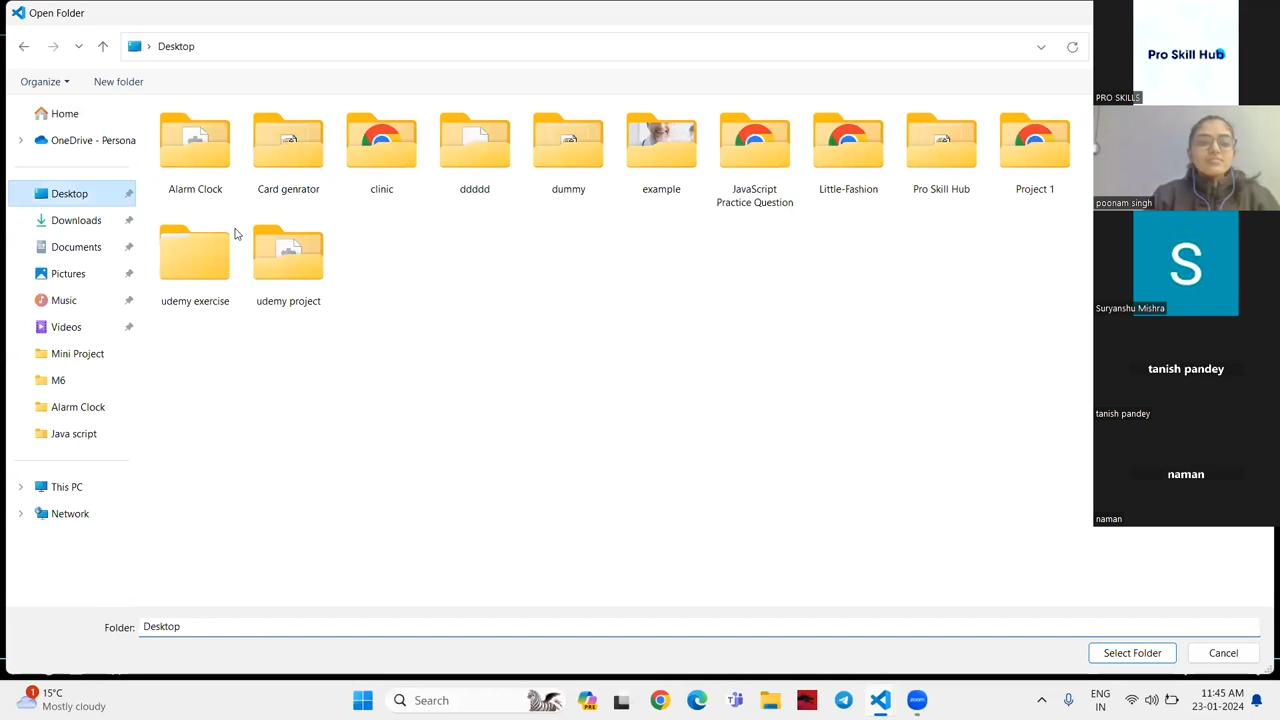 Open Folder
Desktop
Organize
New folder
Home
OneDrive - Persona
Desktop
Downloads
Documents
Pictures
Music
Videos
Mini Project
M6
Alarm Clock
Java script
This PC
Network
Alarm Clock
Card genrator
clinic
ddddd
dummy
example
JavaScript
Practice Question
Little-Fashion
Pro Skill Hub
Project 1
udemy exercise
udemy project
Folder:
Desktop
Select Folder
Cancel
Pro Skill Hub
PRO SKILLS
poonam singh
S
Suryanshu Mishra
tanish pandey
tanish pandey
naman
naman
1
15°C
Mostly cloudy
Search
PRE
zoom
ENG
IN
11:45 AM
23-01-2024